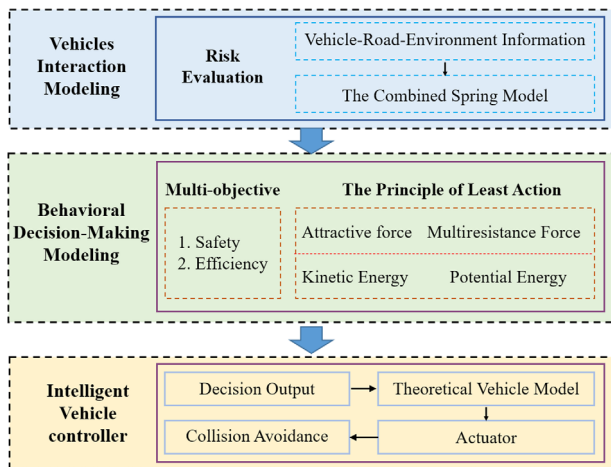 Vehicles
Interaction
Modeling
Risk
Evaluation
Vehicle-Road-Environment Information
The Combined Spring Model
Behavioral
Decision-Making
Modeling
Multi-objective
1. Safety
2. Efficiency
The Principle of Least Action
Attractive force Multiresistance Force
Kinetic Energy Potential Energy
Intelligent
Vehicle
controller
Decision Output
Theoretical Vehicle Model
Collision Avoidance
Actuator